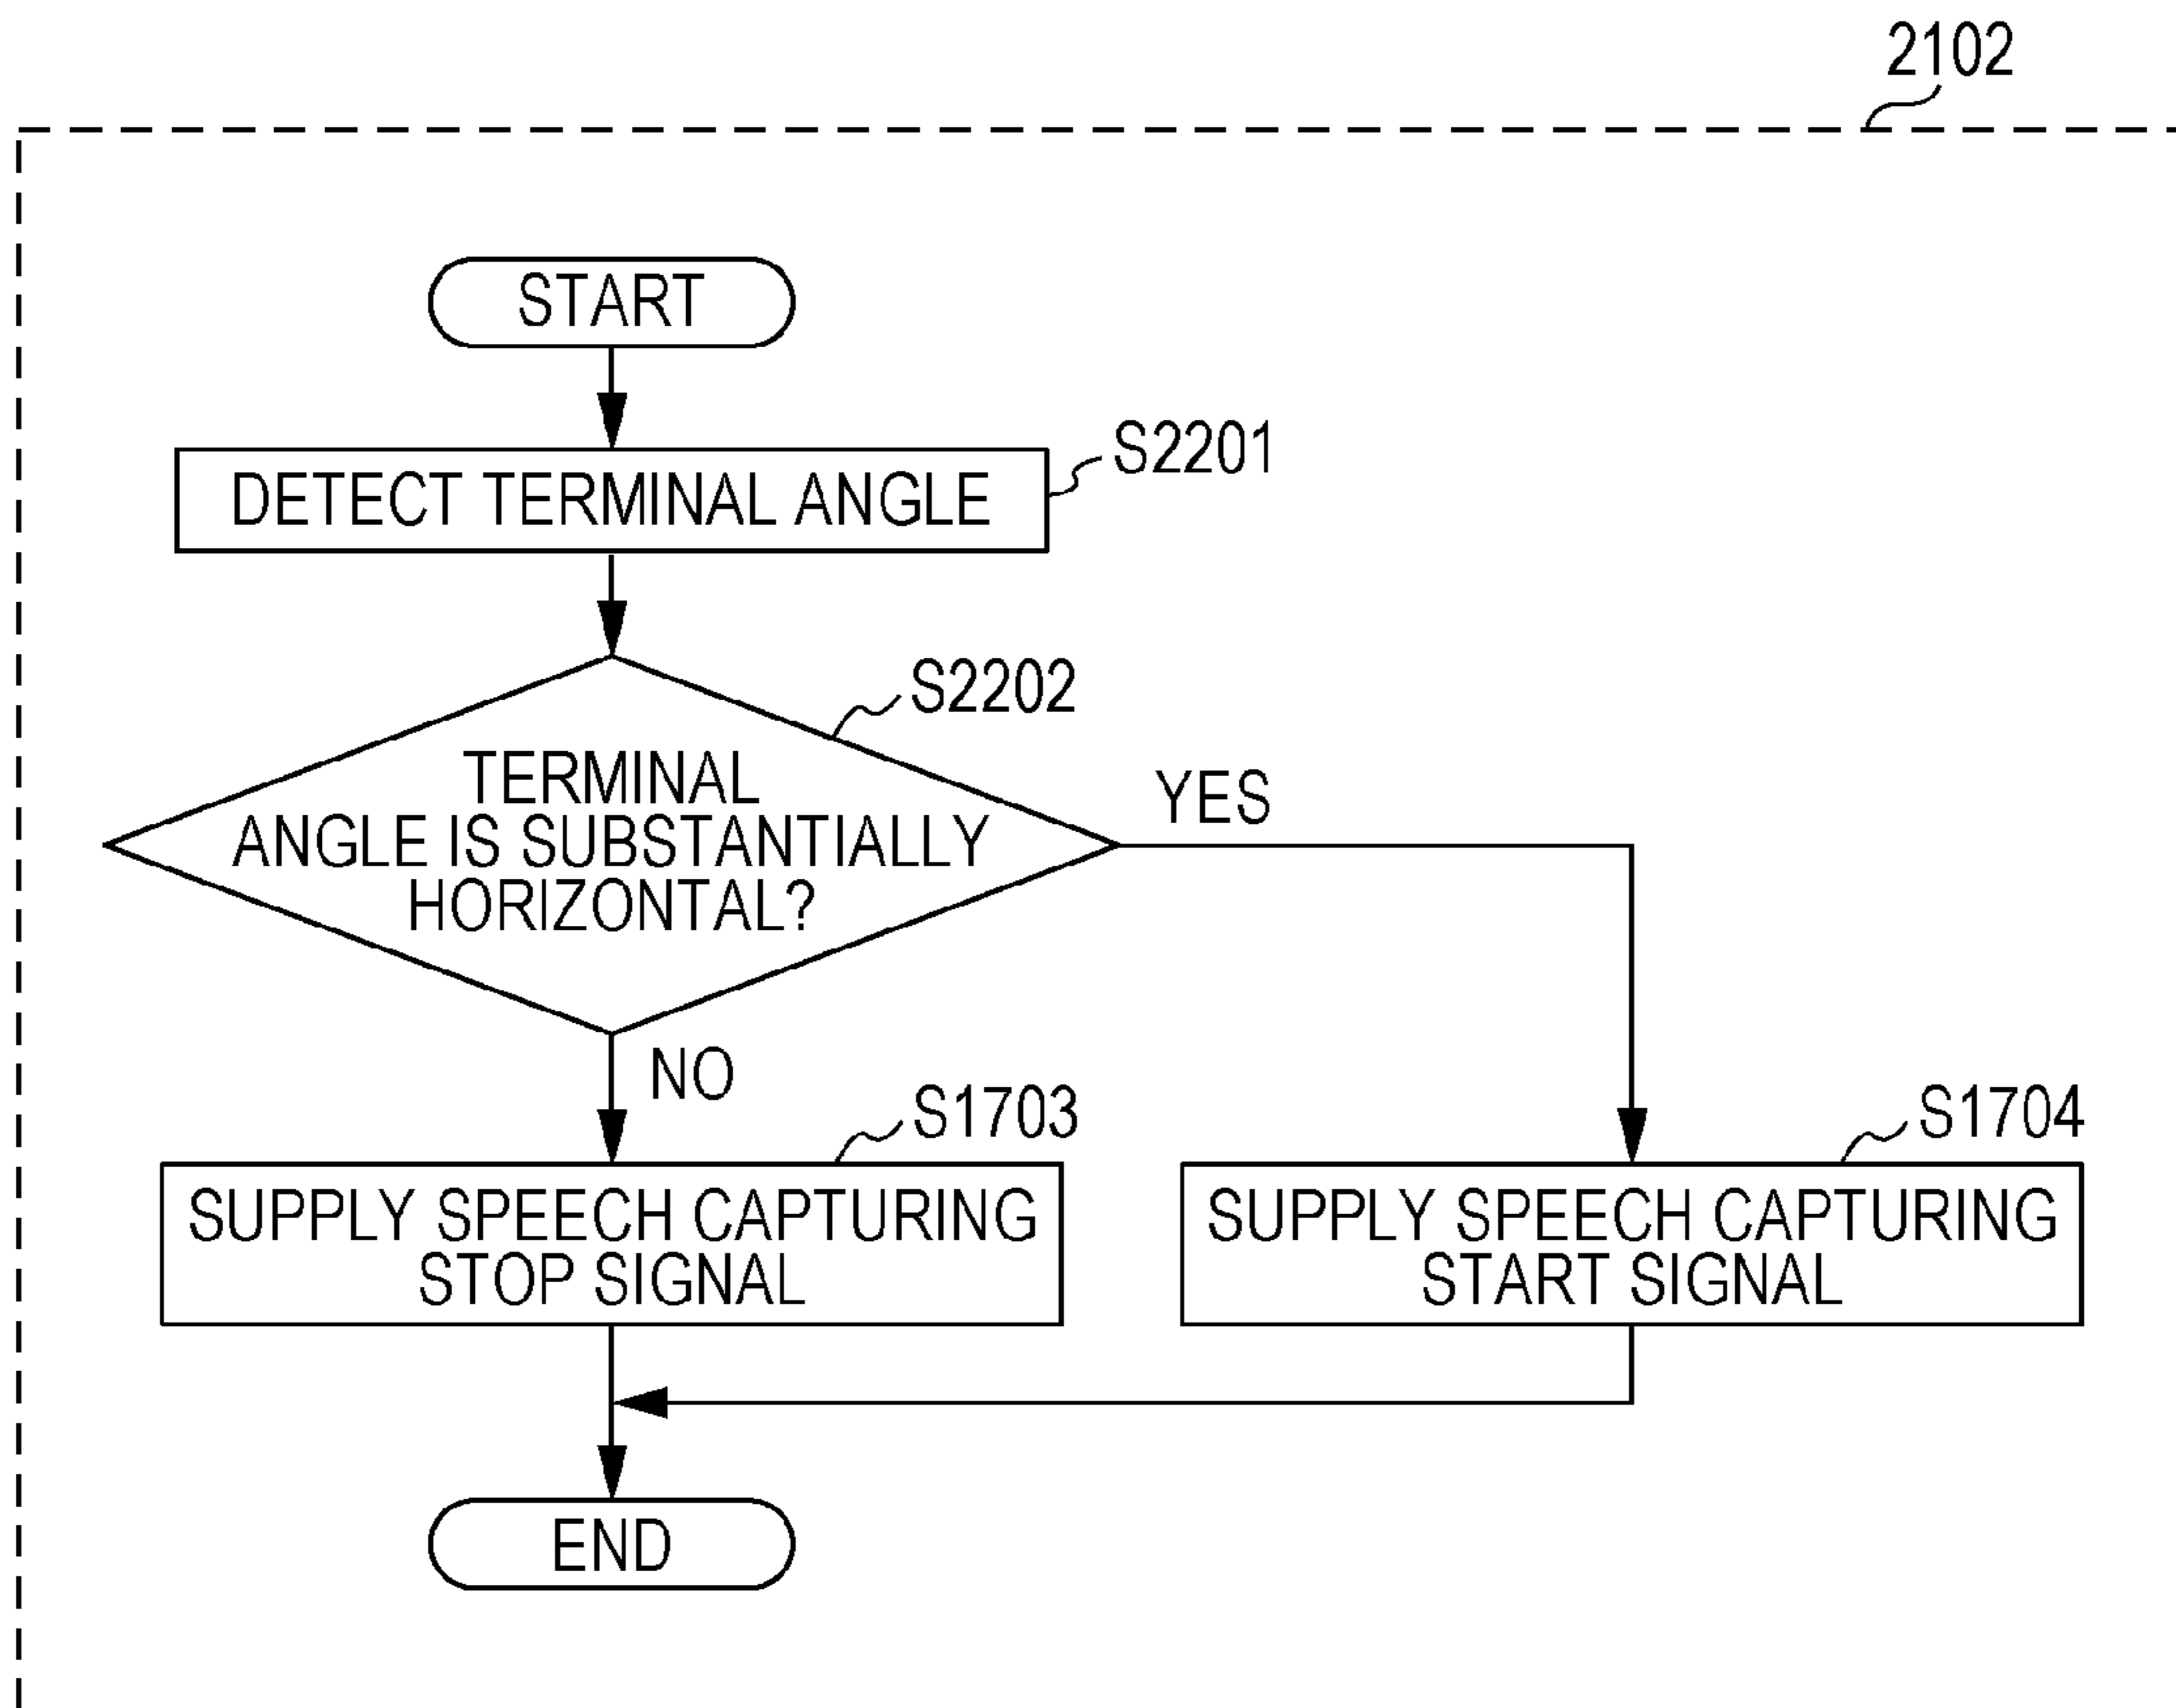 2102
START
DETECT TERMINAL ANGLE
S2201
S2202
TERMINAL
ANGLE IS SUBSTANTIALLY
HORIZONTAL?
YES
NO
S1703
SUPPLY SPEECH CAPTURING
STOP SIGNAL
S1704
SUPPLY SPEECH CAPTURING
START SIGNAL
END